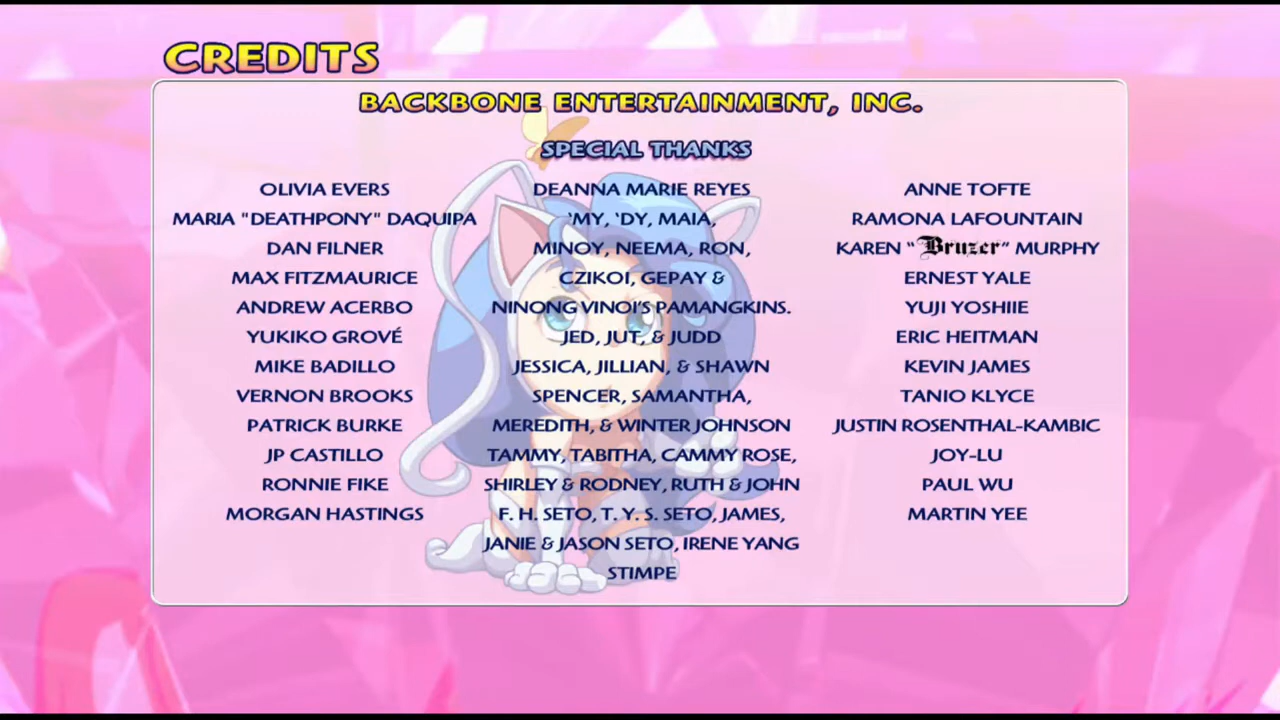 CREDITS
BACKBONE ENTERTAINMENT, INC.
SPECIAL THANKS
OLIVIA EVERS
MARIA "DEATHPONY" DAQUIPA
DAN FILNER
MAX FITZMAURICE
ANDREW ACERBO
YUKIKO GROVÉ
MIKE BADILLO
VERNON BROOKS
PATRICK BURKE
JP CASTILLO
RONNIE FIKE
MORGAN HASTINGS
DEANNA MARIE REYES
'MY, 'DY, MAIA,
MINOY, NEEMA, RON,
CZIKOI, GEPAY &
NINONG VINOI'S PAMANGKINS.
JED, JUT, & JUDD
JESSICA, JILLIAN, & SHAWN
SPENCER, SAMANTHA,
MEREDITH, & WINTER JOHNSON
TAMMY, TABITHA, CAMMY ROSE,
SHIRLEY & RODNEY, RUTH & JOHN
F. H. SETO, T. Y. S. SETO, JAMES,
JANIE & JASON SETO, IRENE YANG
STIMPE
ANNE TOFTE
RAMONA LAFOUNTAIN
KAREN "Bruzer" MURPHY
ERNEST YALE
YUJI YOSHIIE
ERIC HEITMAN
KEVIN JAMES
TANIO KLYCE
JUSTIN ROSENTHAL-KAMBIC
JOY-LU
PAUL WU
MARTIN YEE